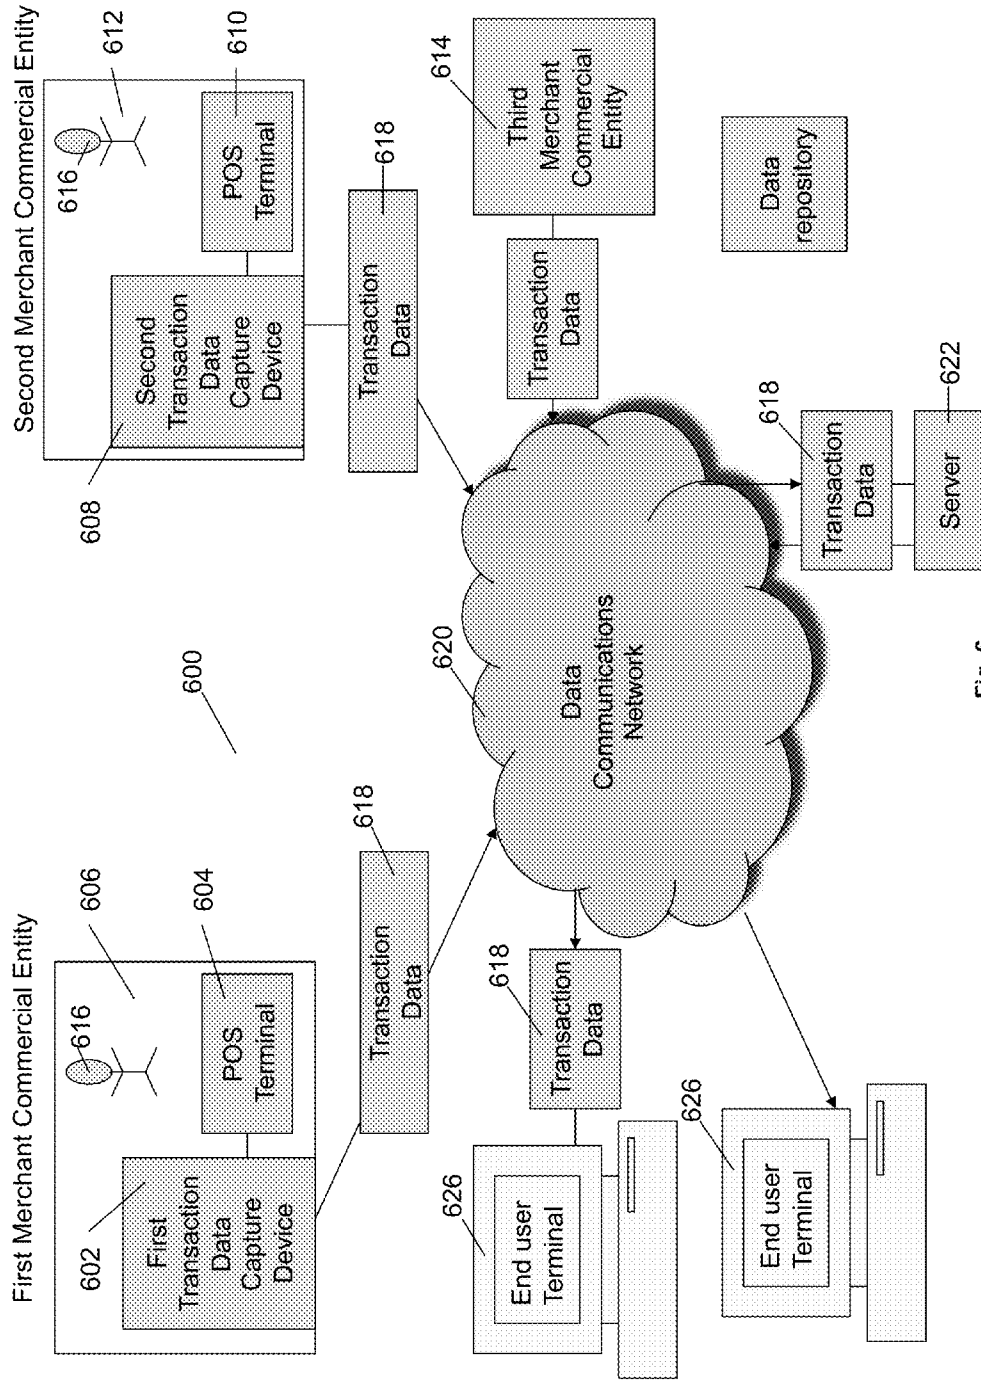 First Merchant Commercial Entity
Second Merchant Commercial Entity
616
606
602
First
Transaction
Data
Capture
Device
POS
Terminal
604
600
616
612
608
Second
Transaction
Data
Capture
Device
POS
Terminal
610
Transaction
Data
618
Transaction
Data
618
620
Data
Communications
Network
Transaction
Data
Third
Merchant
Commercial
Entity
614
626
End user
Terminal
618
Transaction
Data
626
End user
Terminal
618
Transaction
Data
Server
622
Data
repository